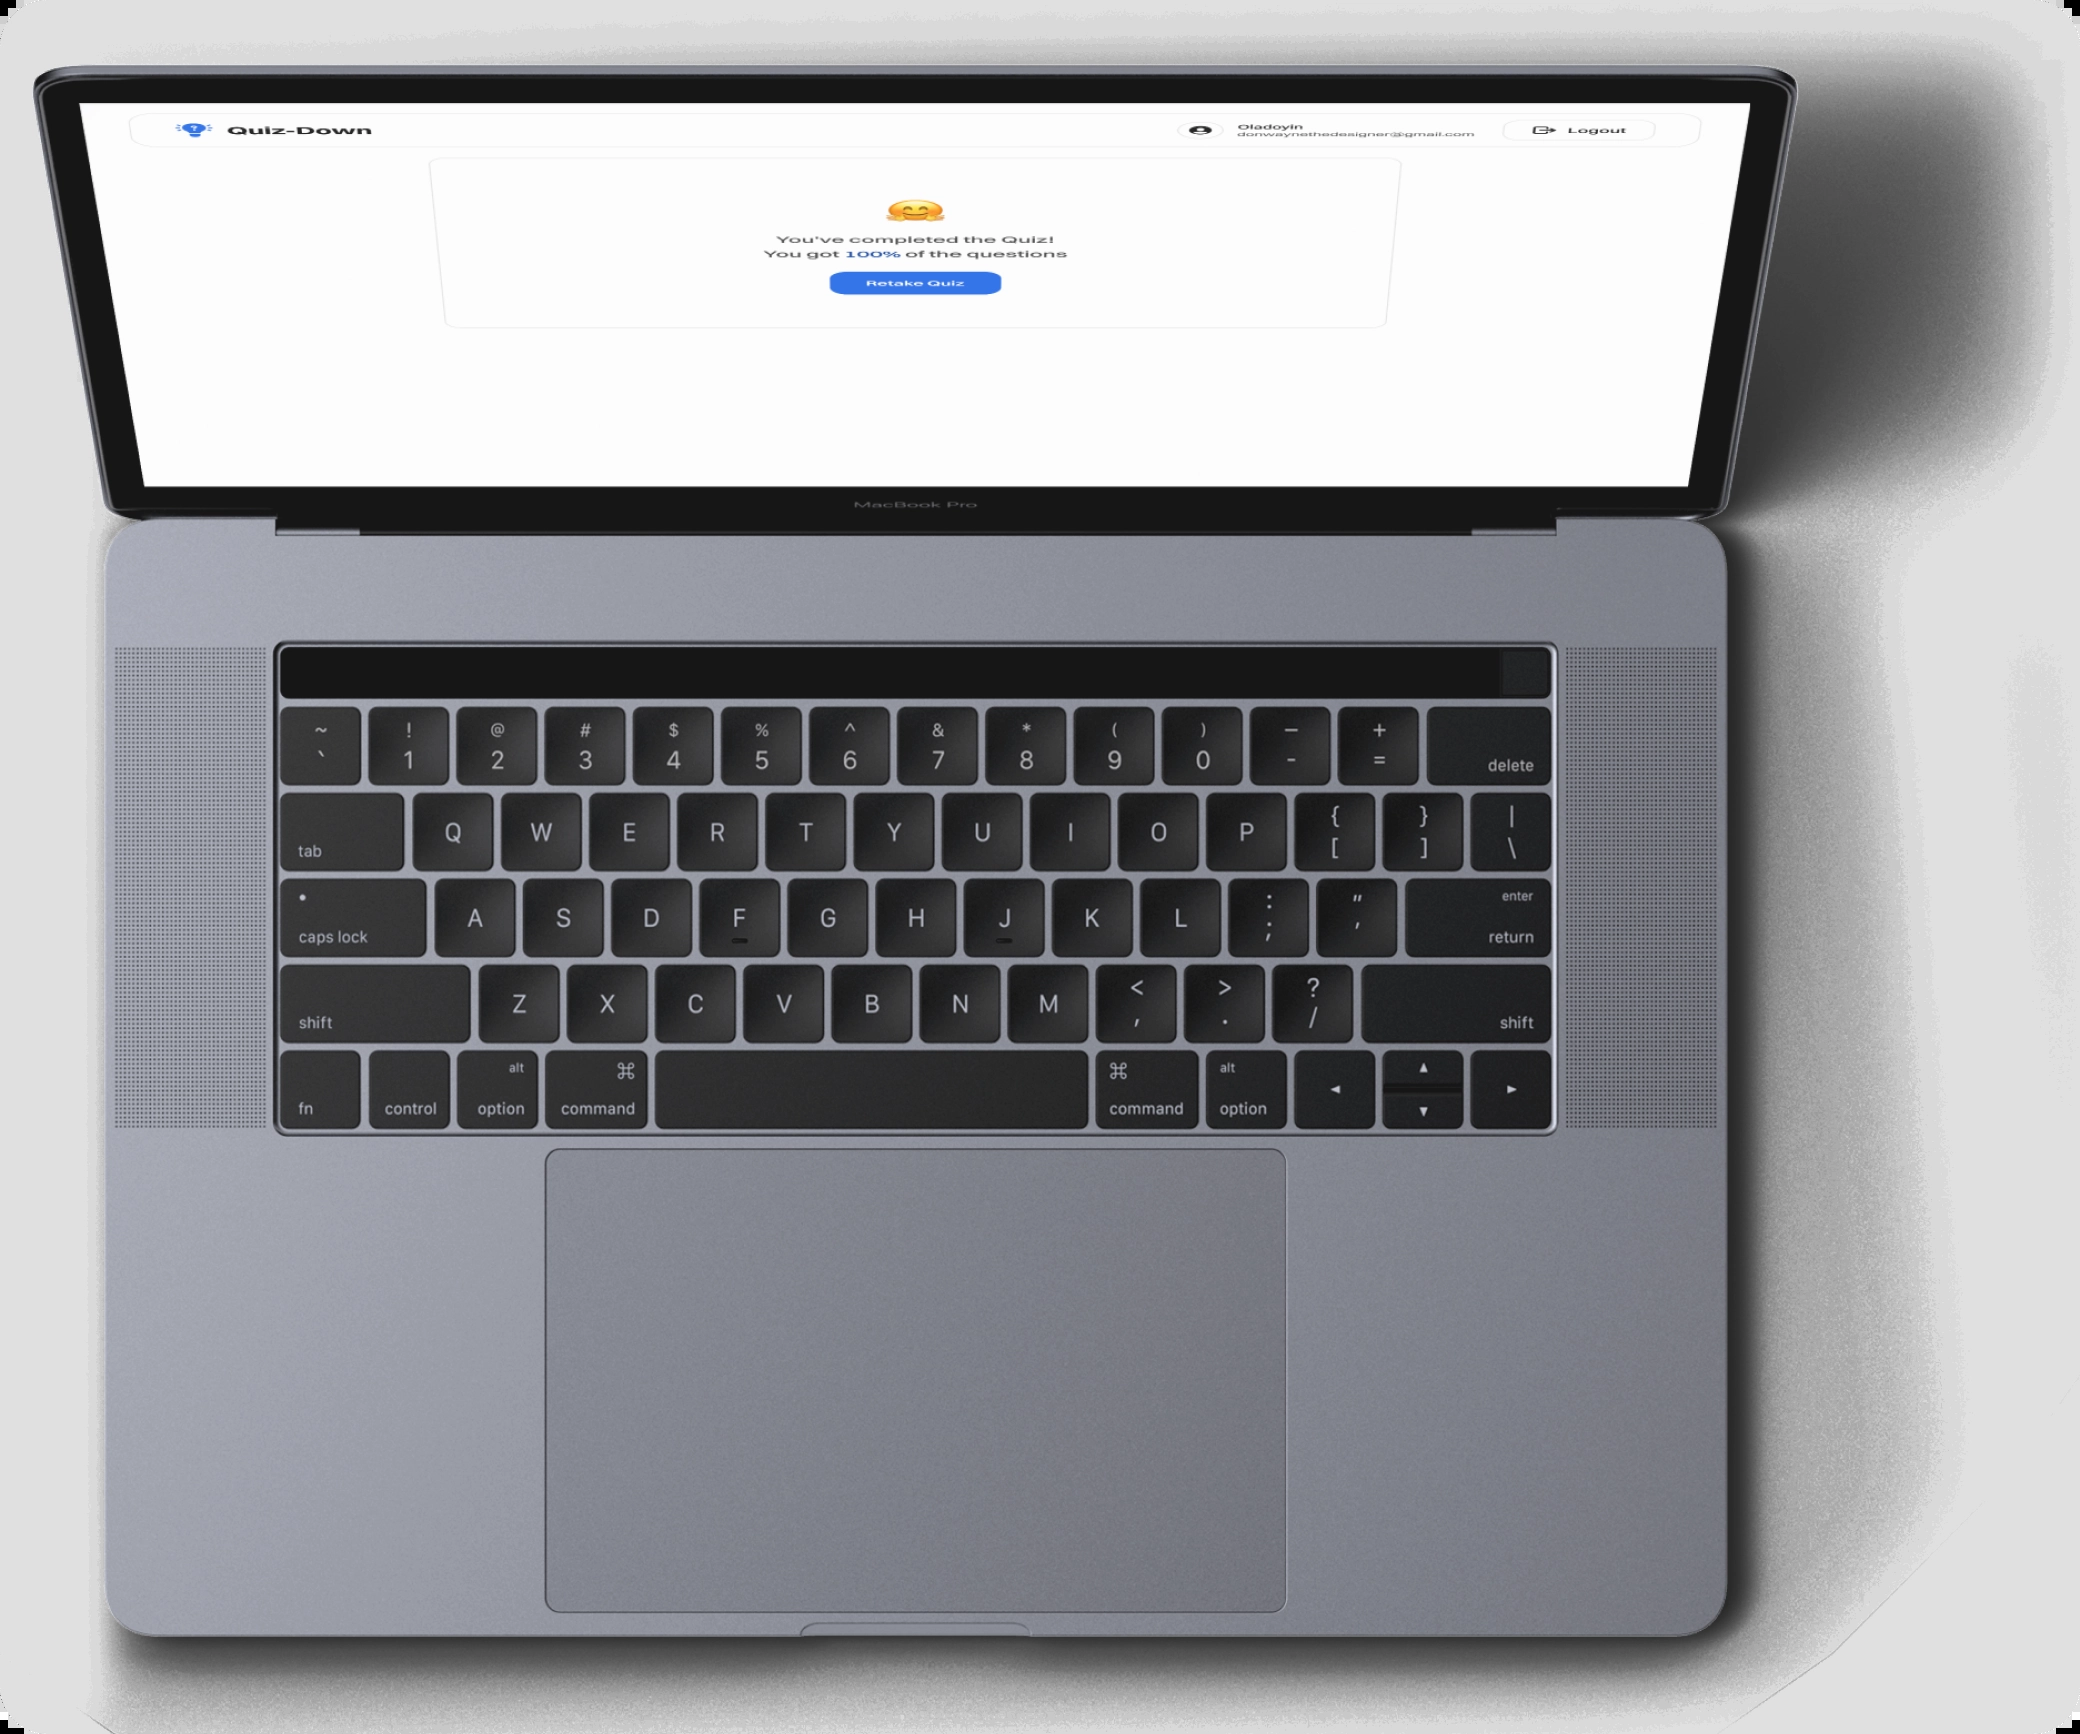 Quiz-Down
Oladoyin
donwaynethedesigner@gmail.com
Logout
You've completed the Quiz!
You got 100% of the questions
Retake Quiz
MacBook Pro
~ ! @ # $ % ^ & * ( ) — +
` 1 2 3 4 5 6 7 8 9 0 - = delete
tab Q W E R T Y U I O P { [ } ] | \
caps lock A S D F G H J K L : ; " ' enter return
shift Z X C V B N M < , > . ? / shift
fn control alt option ⌘ command ⌘ command alt option ◄ ▲ ▼ ►